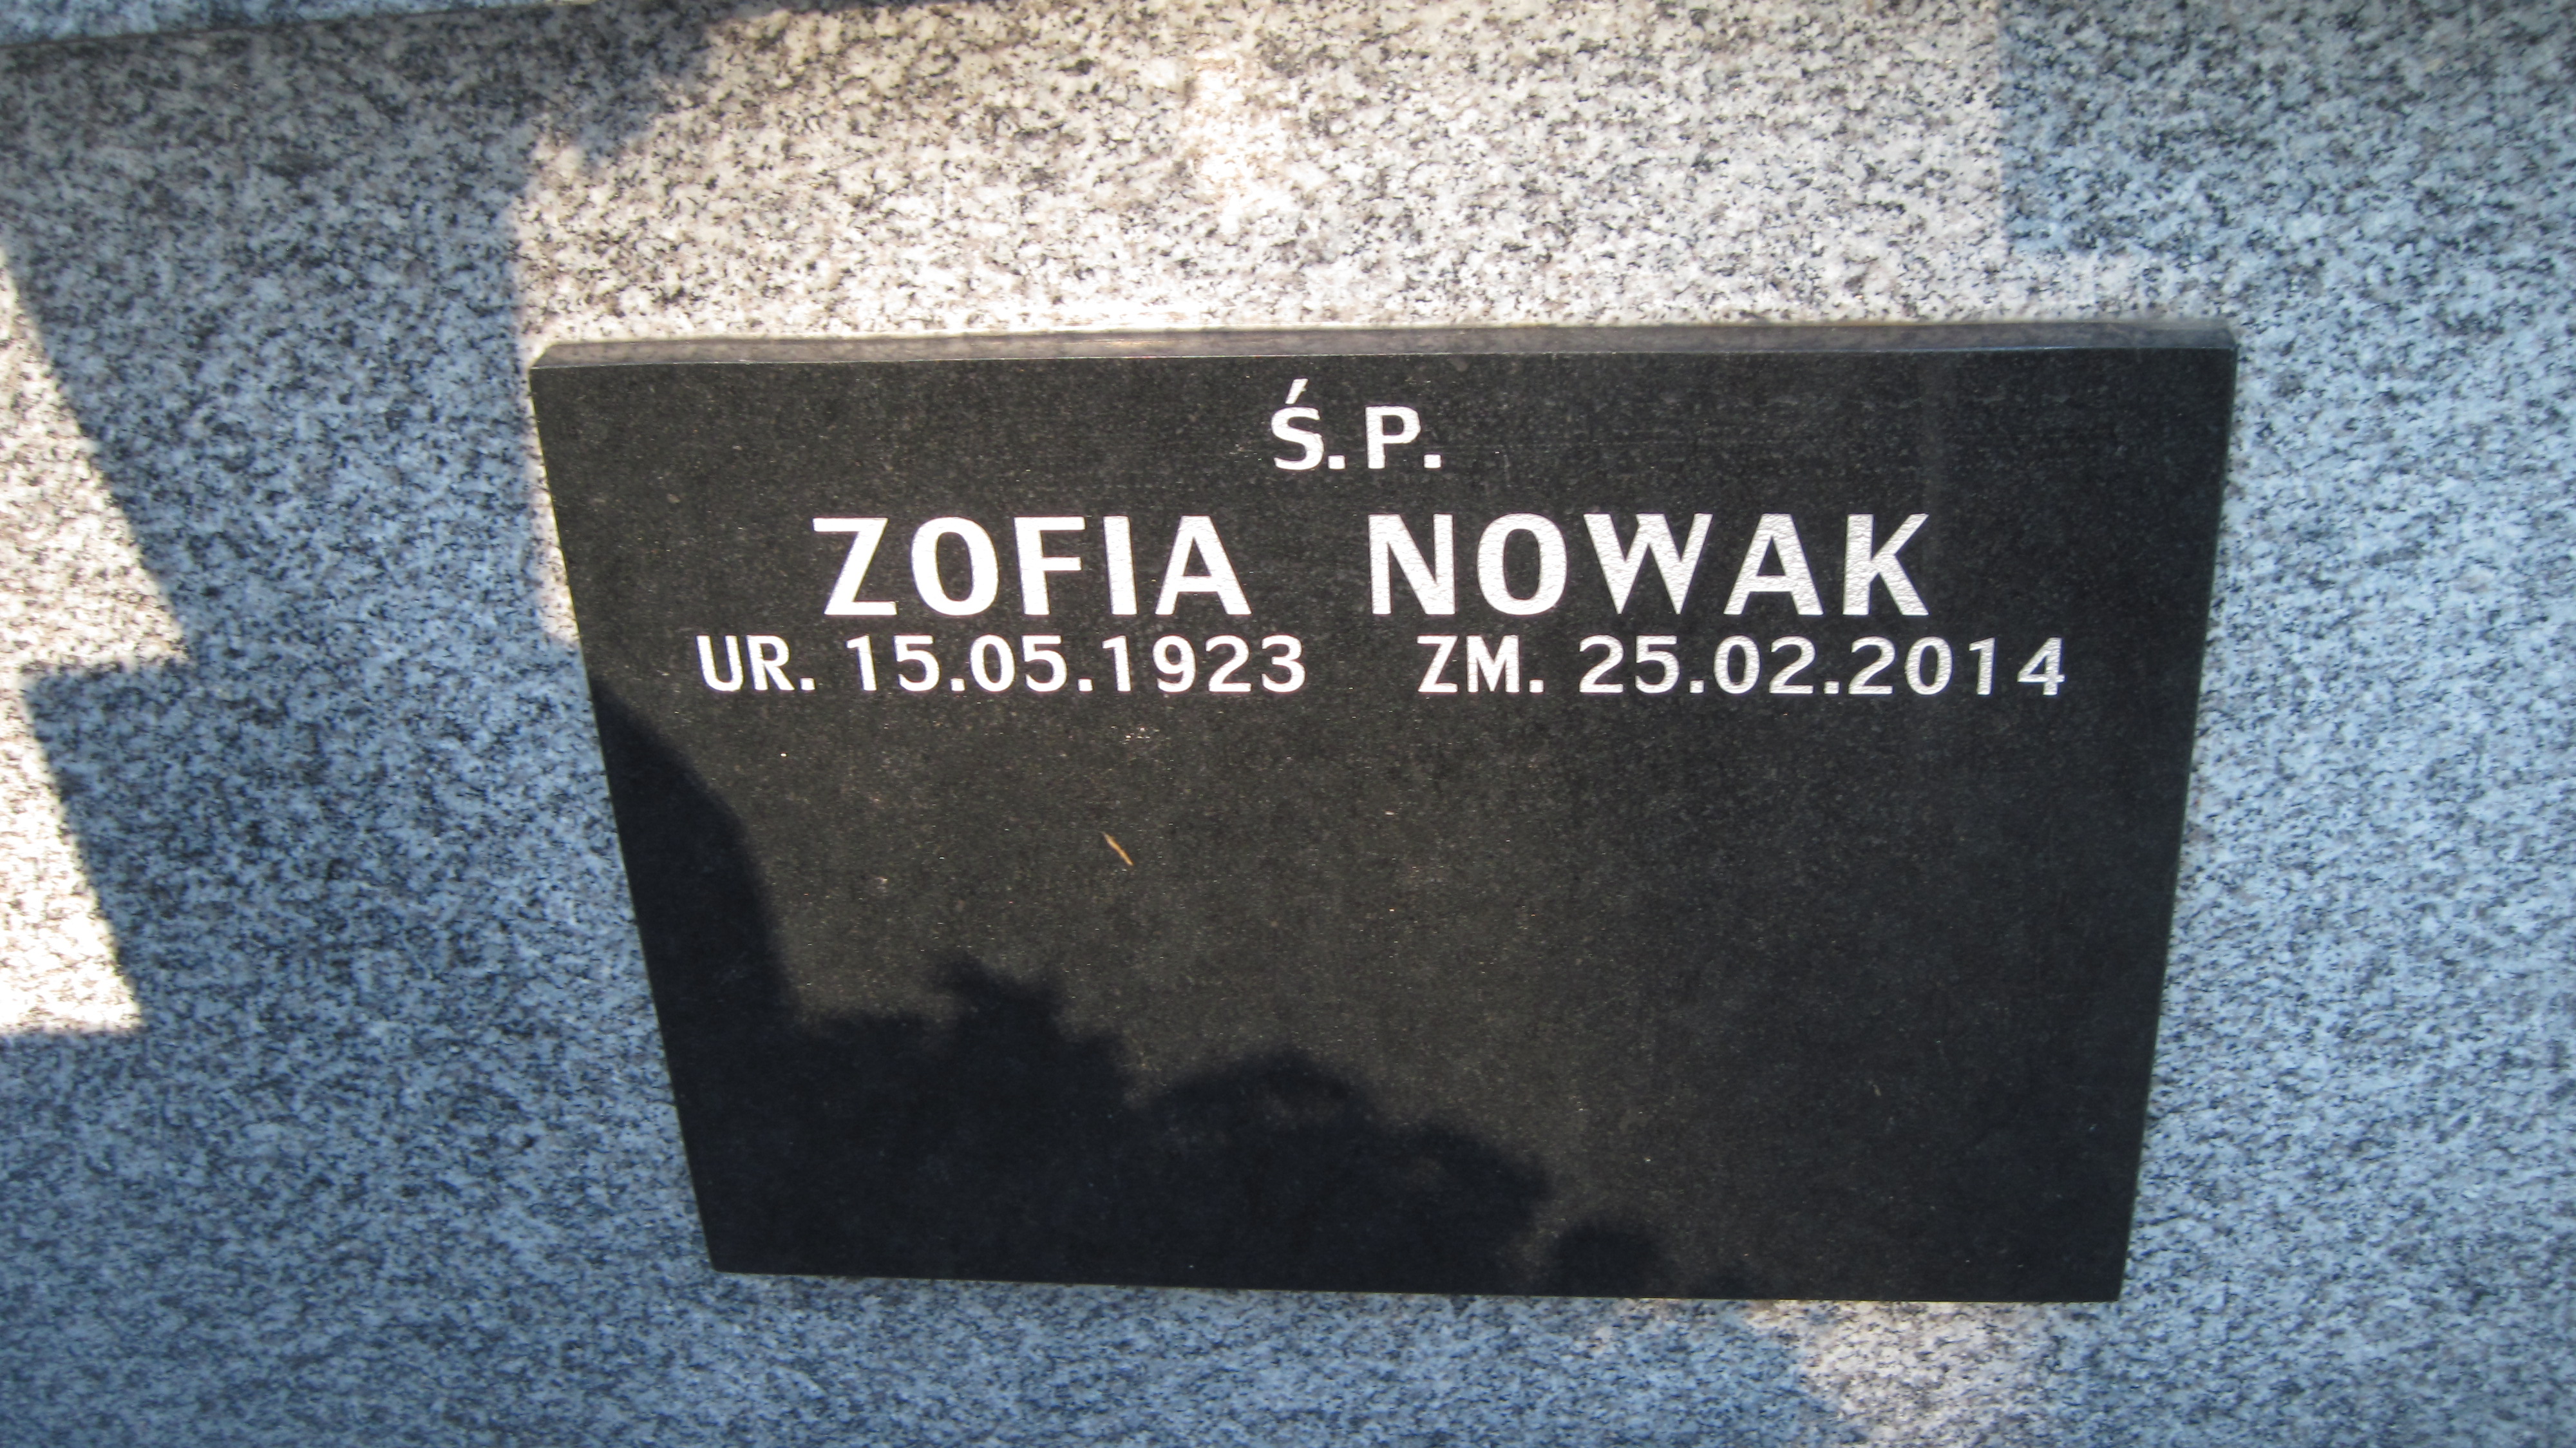 Ś.P.
ZOFIA NOWAK
UR. 15.05.1923 ZM. 25.02.2014